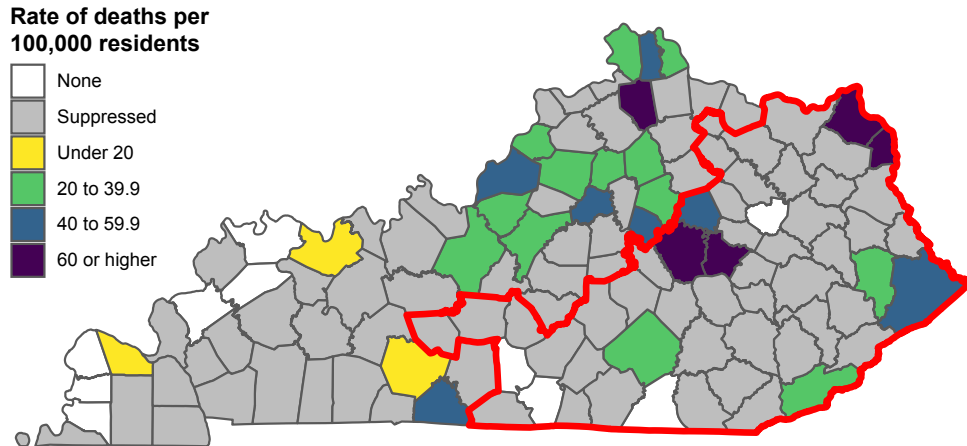 Rate of deaths per
100,000 residents
None
Suppressed
Under 20
20 to 39.9
40 to 59.9
60 or higher